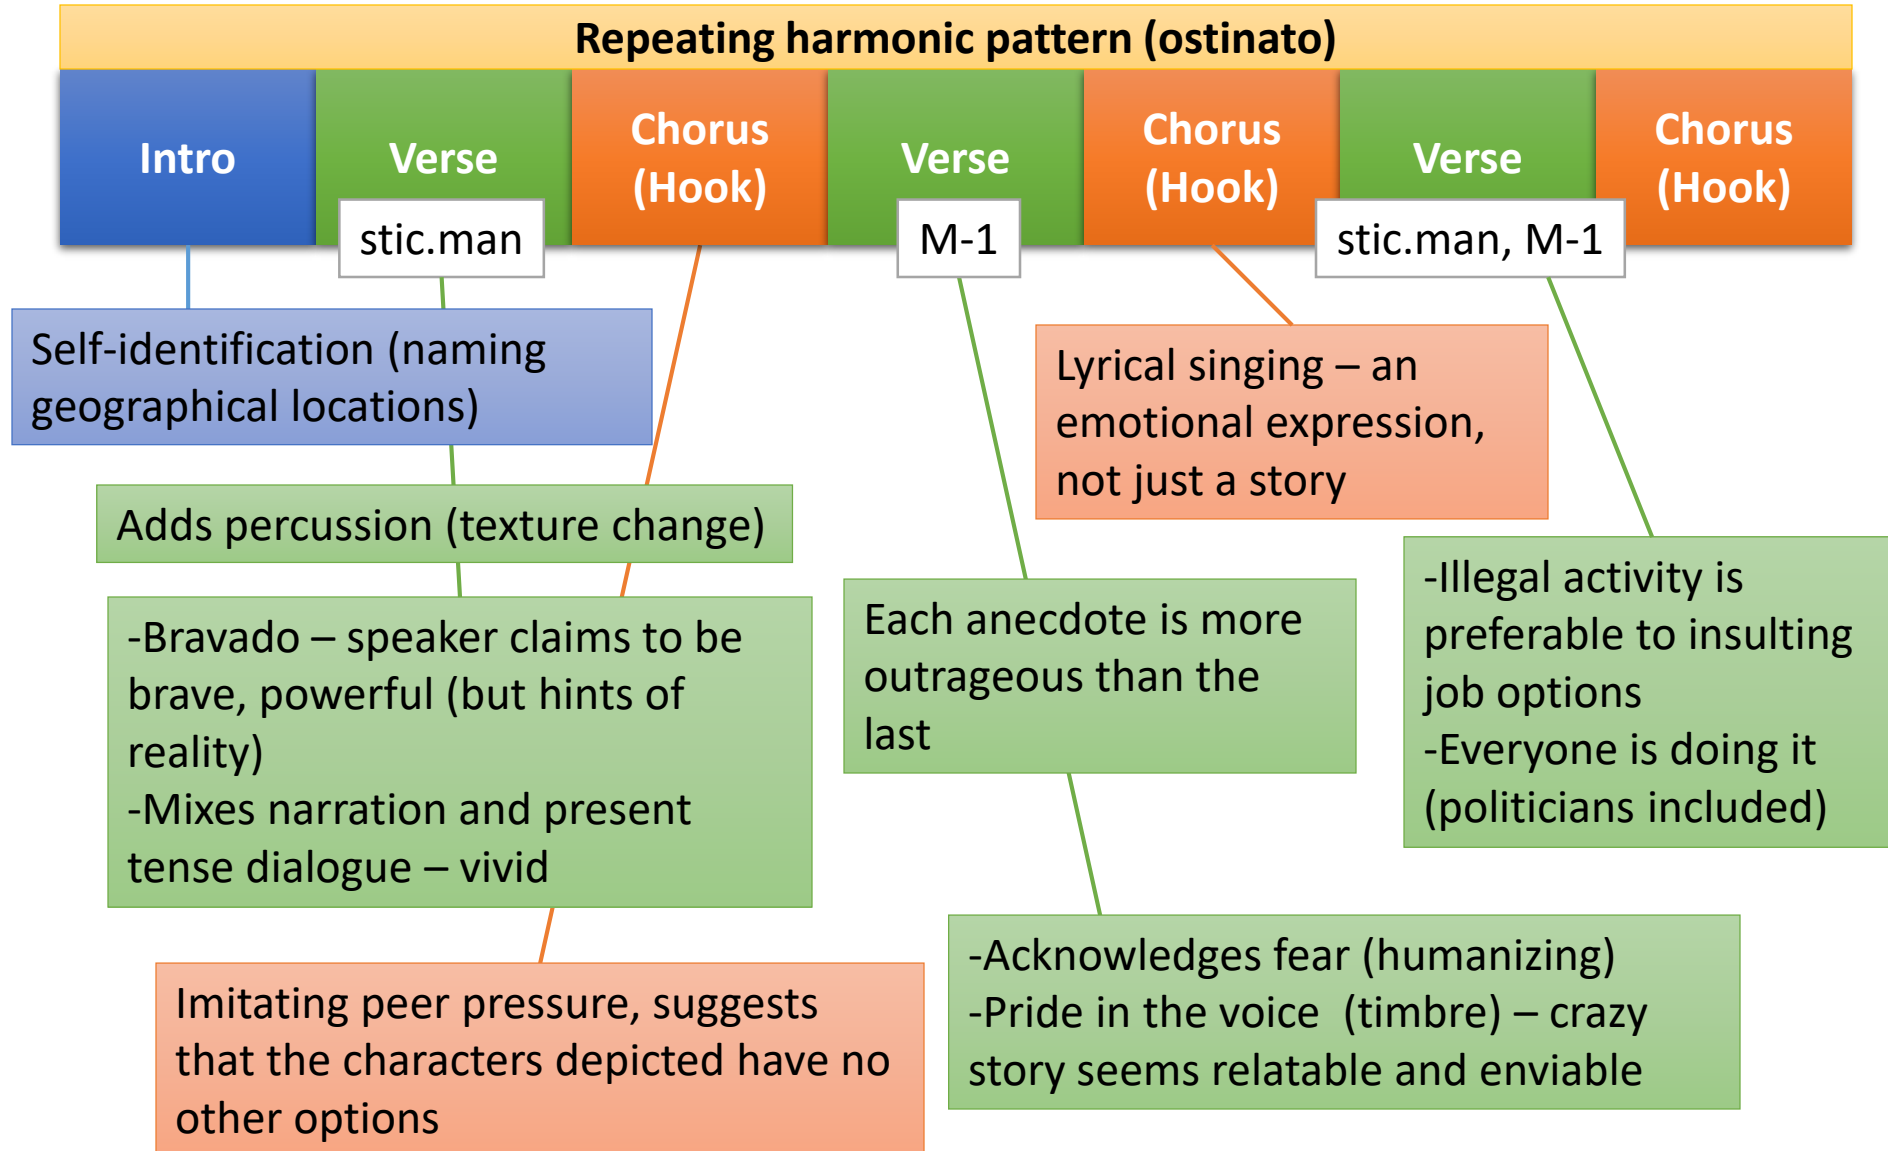 Repeating harmonic pattern (ostinato)
Intro
Verse
Chorus
(Hook)
Verse
Chorus
(Hook)
Verse
Chorus
(Hook)
stic.man
M-1
stic.man, M-1
Self-identification (naming
geographical locations)
Adds percussion (texture change)
-Bravado – speaker claims to be
brave, powerful (but hints of
reality)
-Mixes narration and present
tense dialogue – vivid
Imitating peer pressure, suggests
that the characters depicted have no
other options
Each anecdote is more
outrageous than the
last
-Acknowledges fear (humanizing)
-Pride in the voice  (timbre) – crazy
story seems relatable and enviable
Lyrical singing – an
emotional expression,
not just a story
-Illegal activity is
preferable to insulting
job options
-Everyone is doing it
(politicians included)